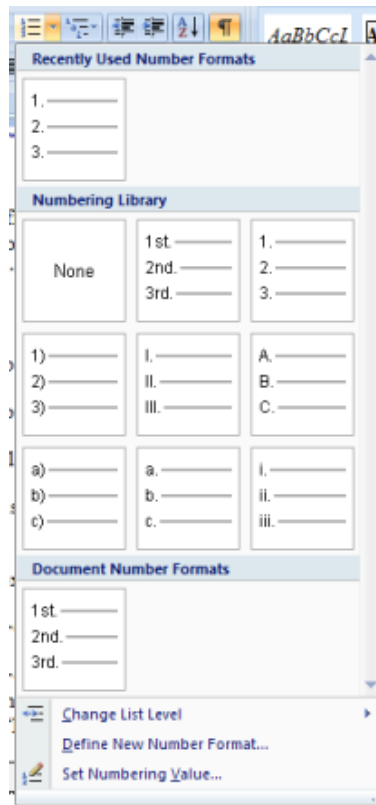 AaBbCcI
Recently Used Number Formats
1.
2.
3.
Numbering Library
None
1st.
2nd.
3rd.
1.
2.
3.
1)
2)
3)
I.
II.
III.
A.
B.
C.
a)
b)
c)
a.
b.
c.
i.
ii.
iii.
Document Number Formats
1st.
2nd.
3rd.
Change List Level
Define New Number Format...
Set Numbering Value...